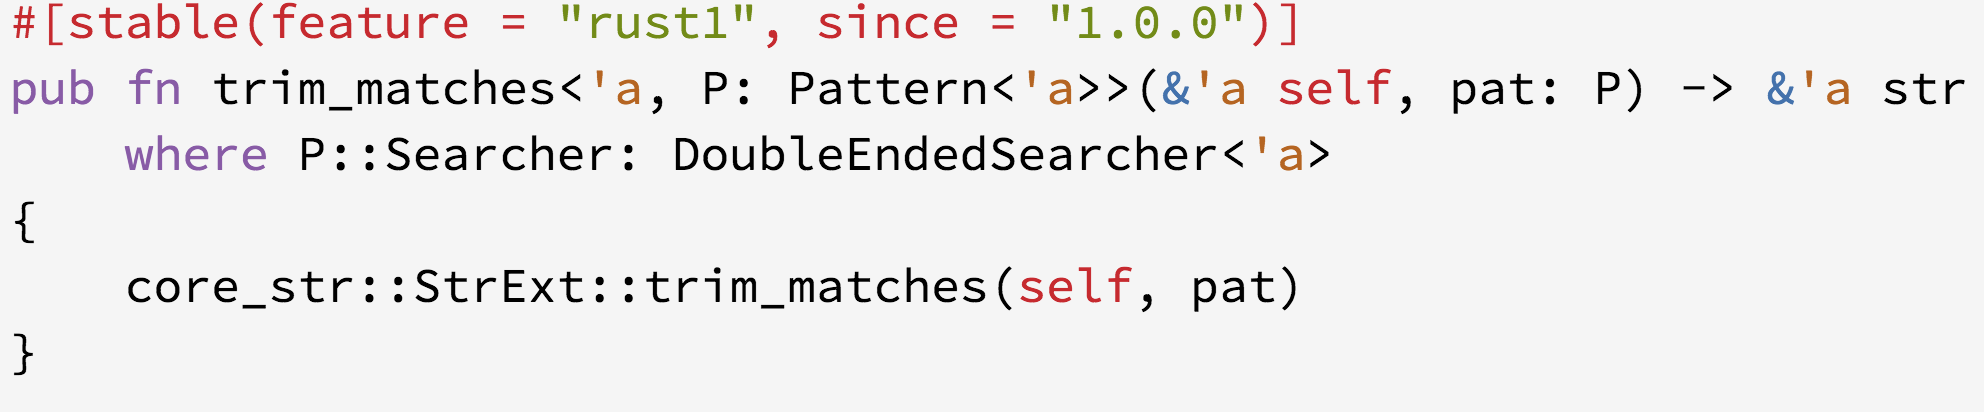 #[stable(feature = "rust1", since = "1.0.0")]
pub fn trim_matches<'a, P: Pattern<'a>>(&'a self, pat: P) -> &'a str
    where P::Searcher: DoubleEndedSearcher<'a>
{
    core_str::StrExt::trim_matches(self, pat)
}